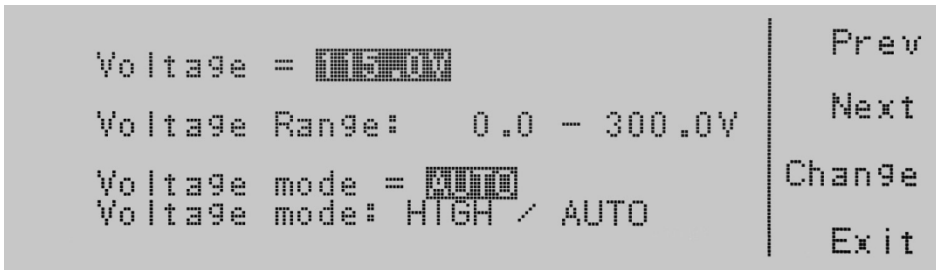 Voltage = 115.0V
Voltage Range: 0.0 - 300.0V
Voltage mode = AUTO
Voltage mode: HIGH / AUTO
Prev
Next
Change
Exit